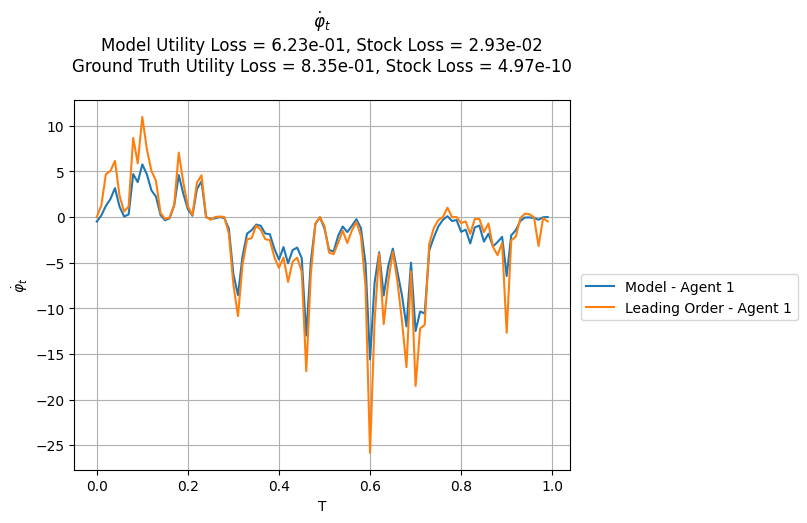 φ̇_t
Model Utility Loss = 6.23e-01, Stock Loss = 2.93e-02
Ground Truth Utility Loss = 8.35e-01, Stock Loss = 4.97e-10
10
5
0
−5
−10
−15
−20
−25
φ̇_t
0.0 0.2 0.4 0.6 0.8 1.0
T
Model - Agent 1
Leading Order - Agent 1